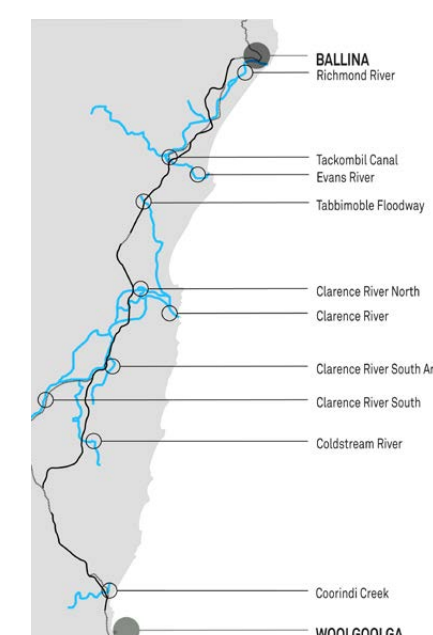 BALLINA
Richmond River
Tackombil Canal
Evans River
Tabbimoble Floodway
Clarence River North
Clarence River
Clarence River South Ar
Clarence River South
Coldstream River
Coorindi Creek
WOOLGOOLGA